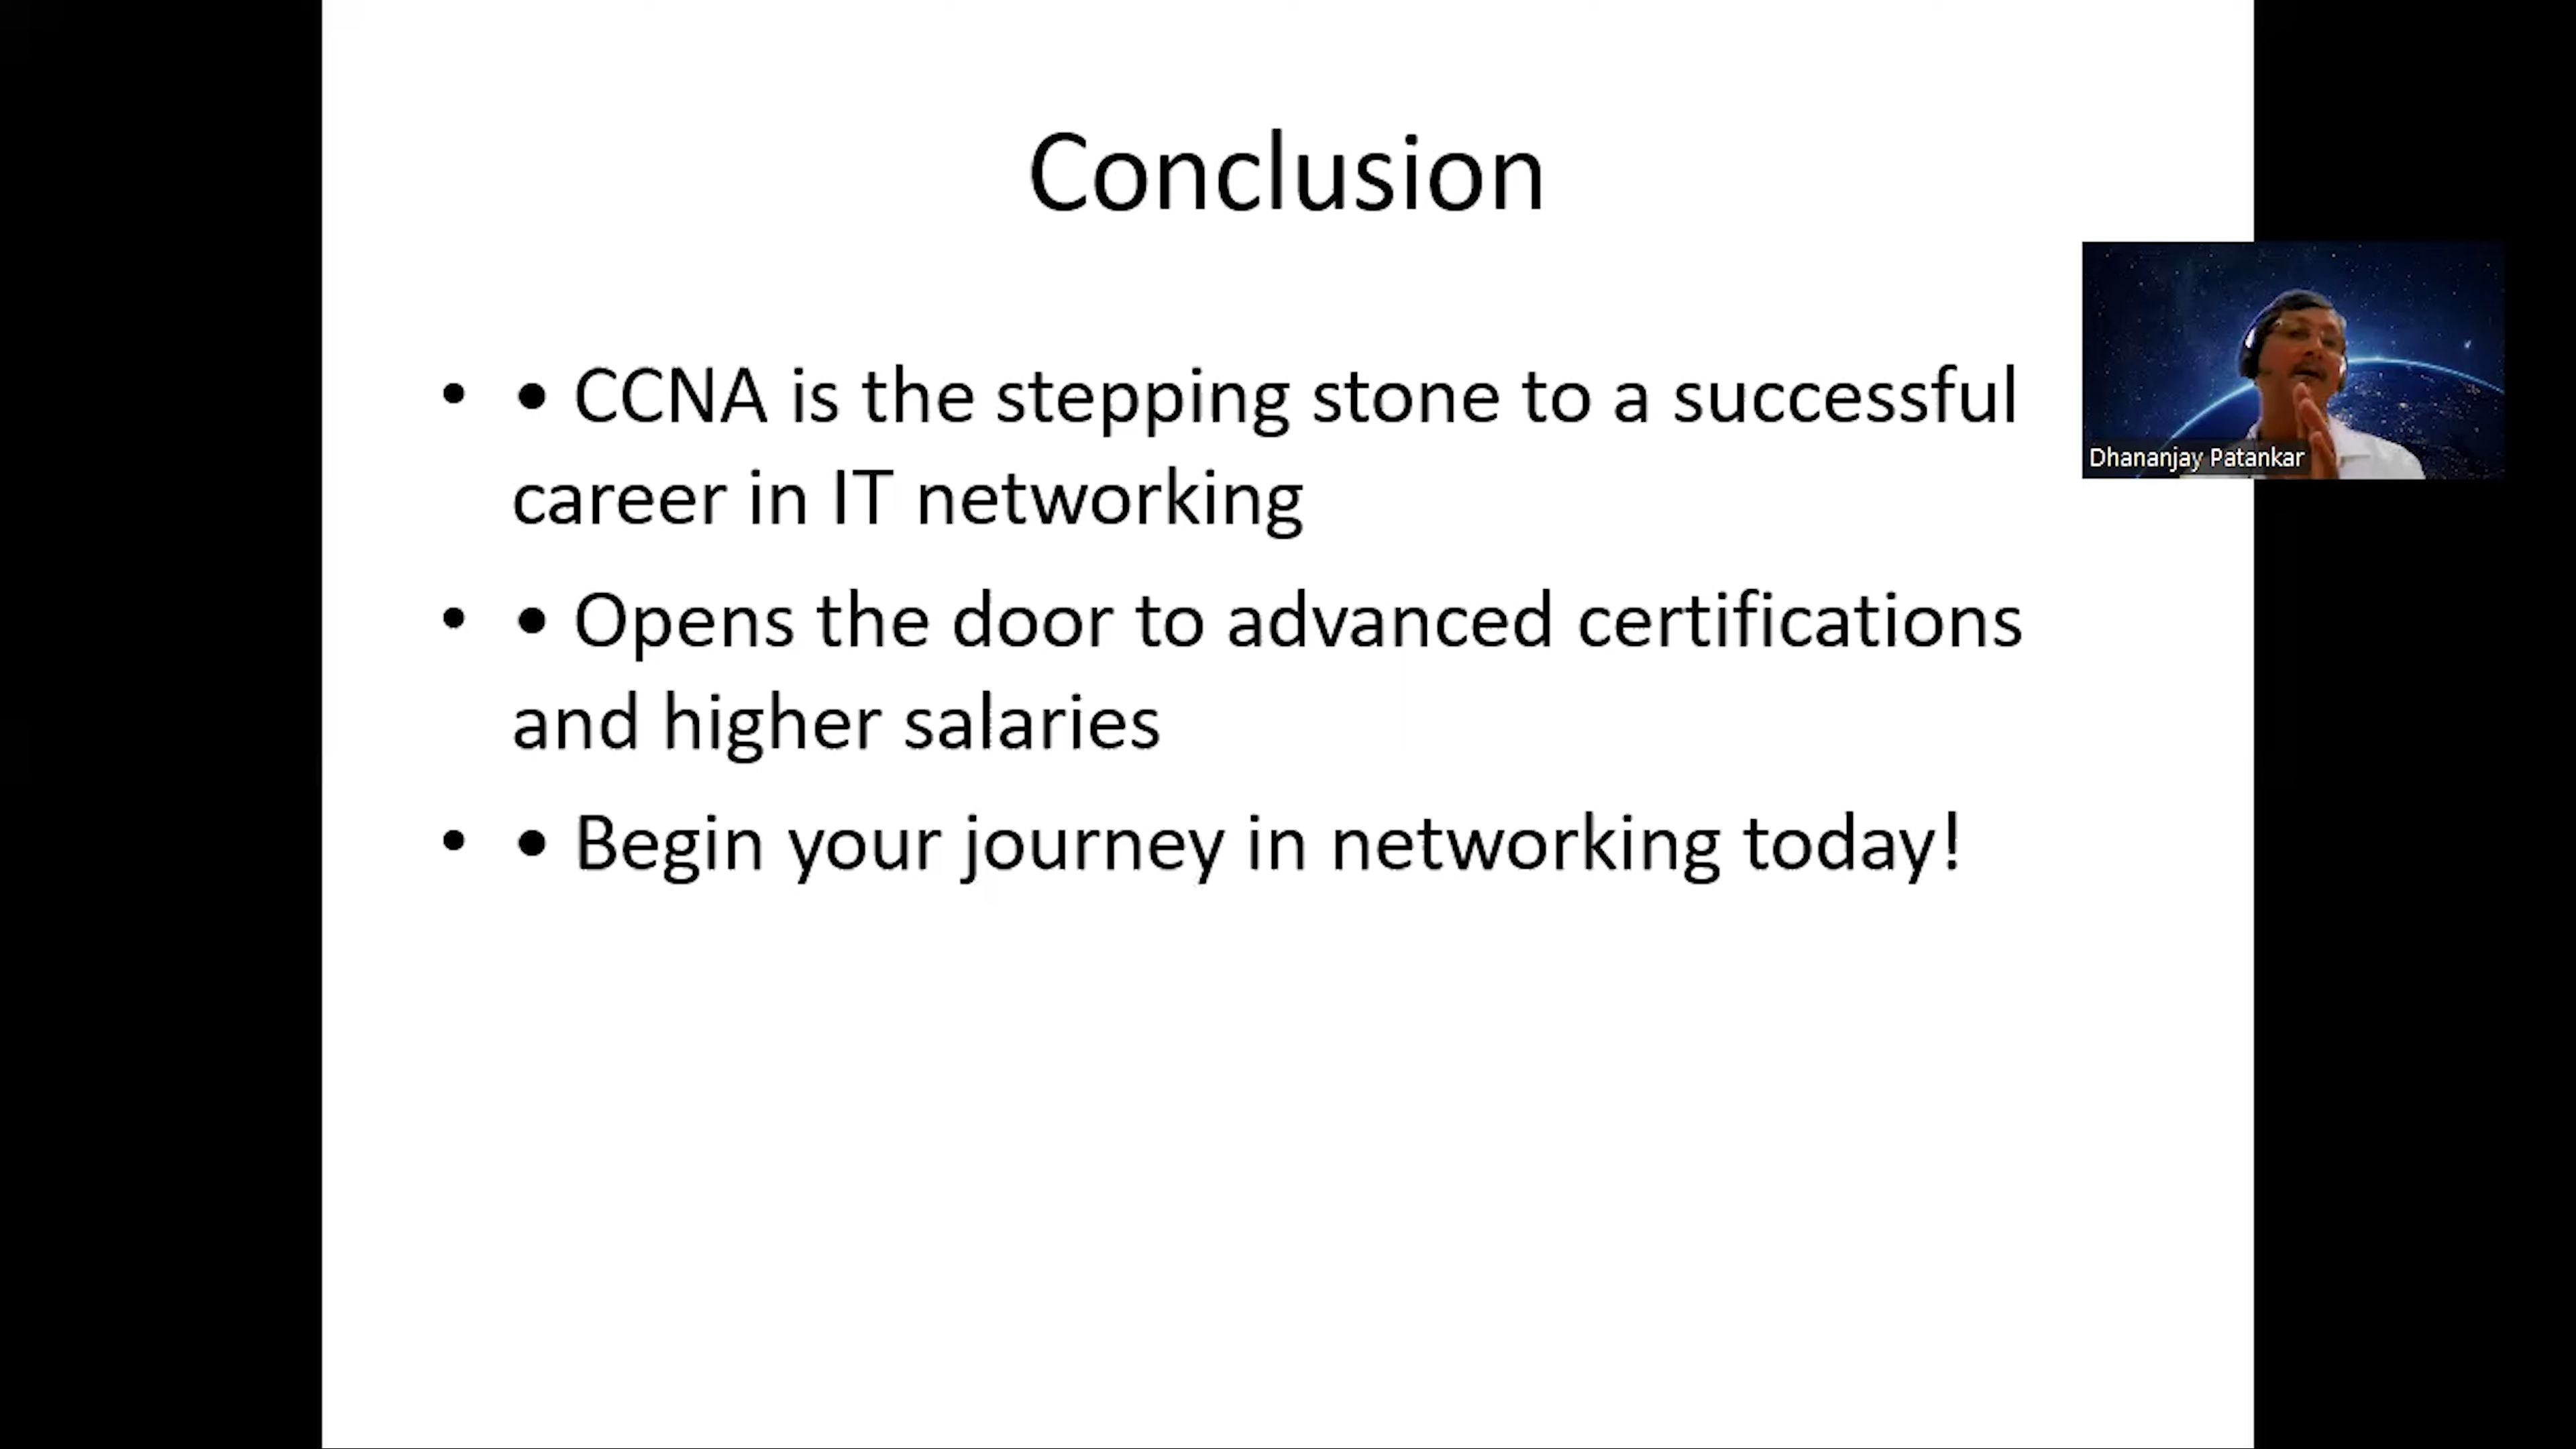 Conclusion
• • CCNA is the stepping stone to a successful
career in IT networking
• • Opens the door to advanced certifications
and higher salaries
• • Begin your journey in networking today!
Dhananjay Patankar